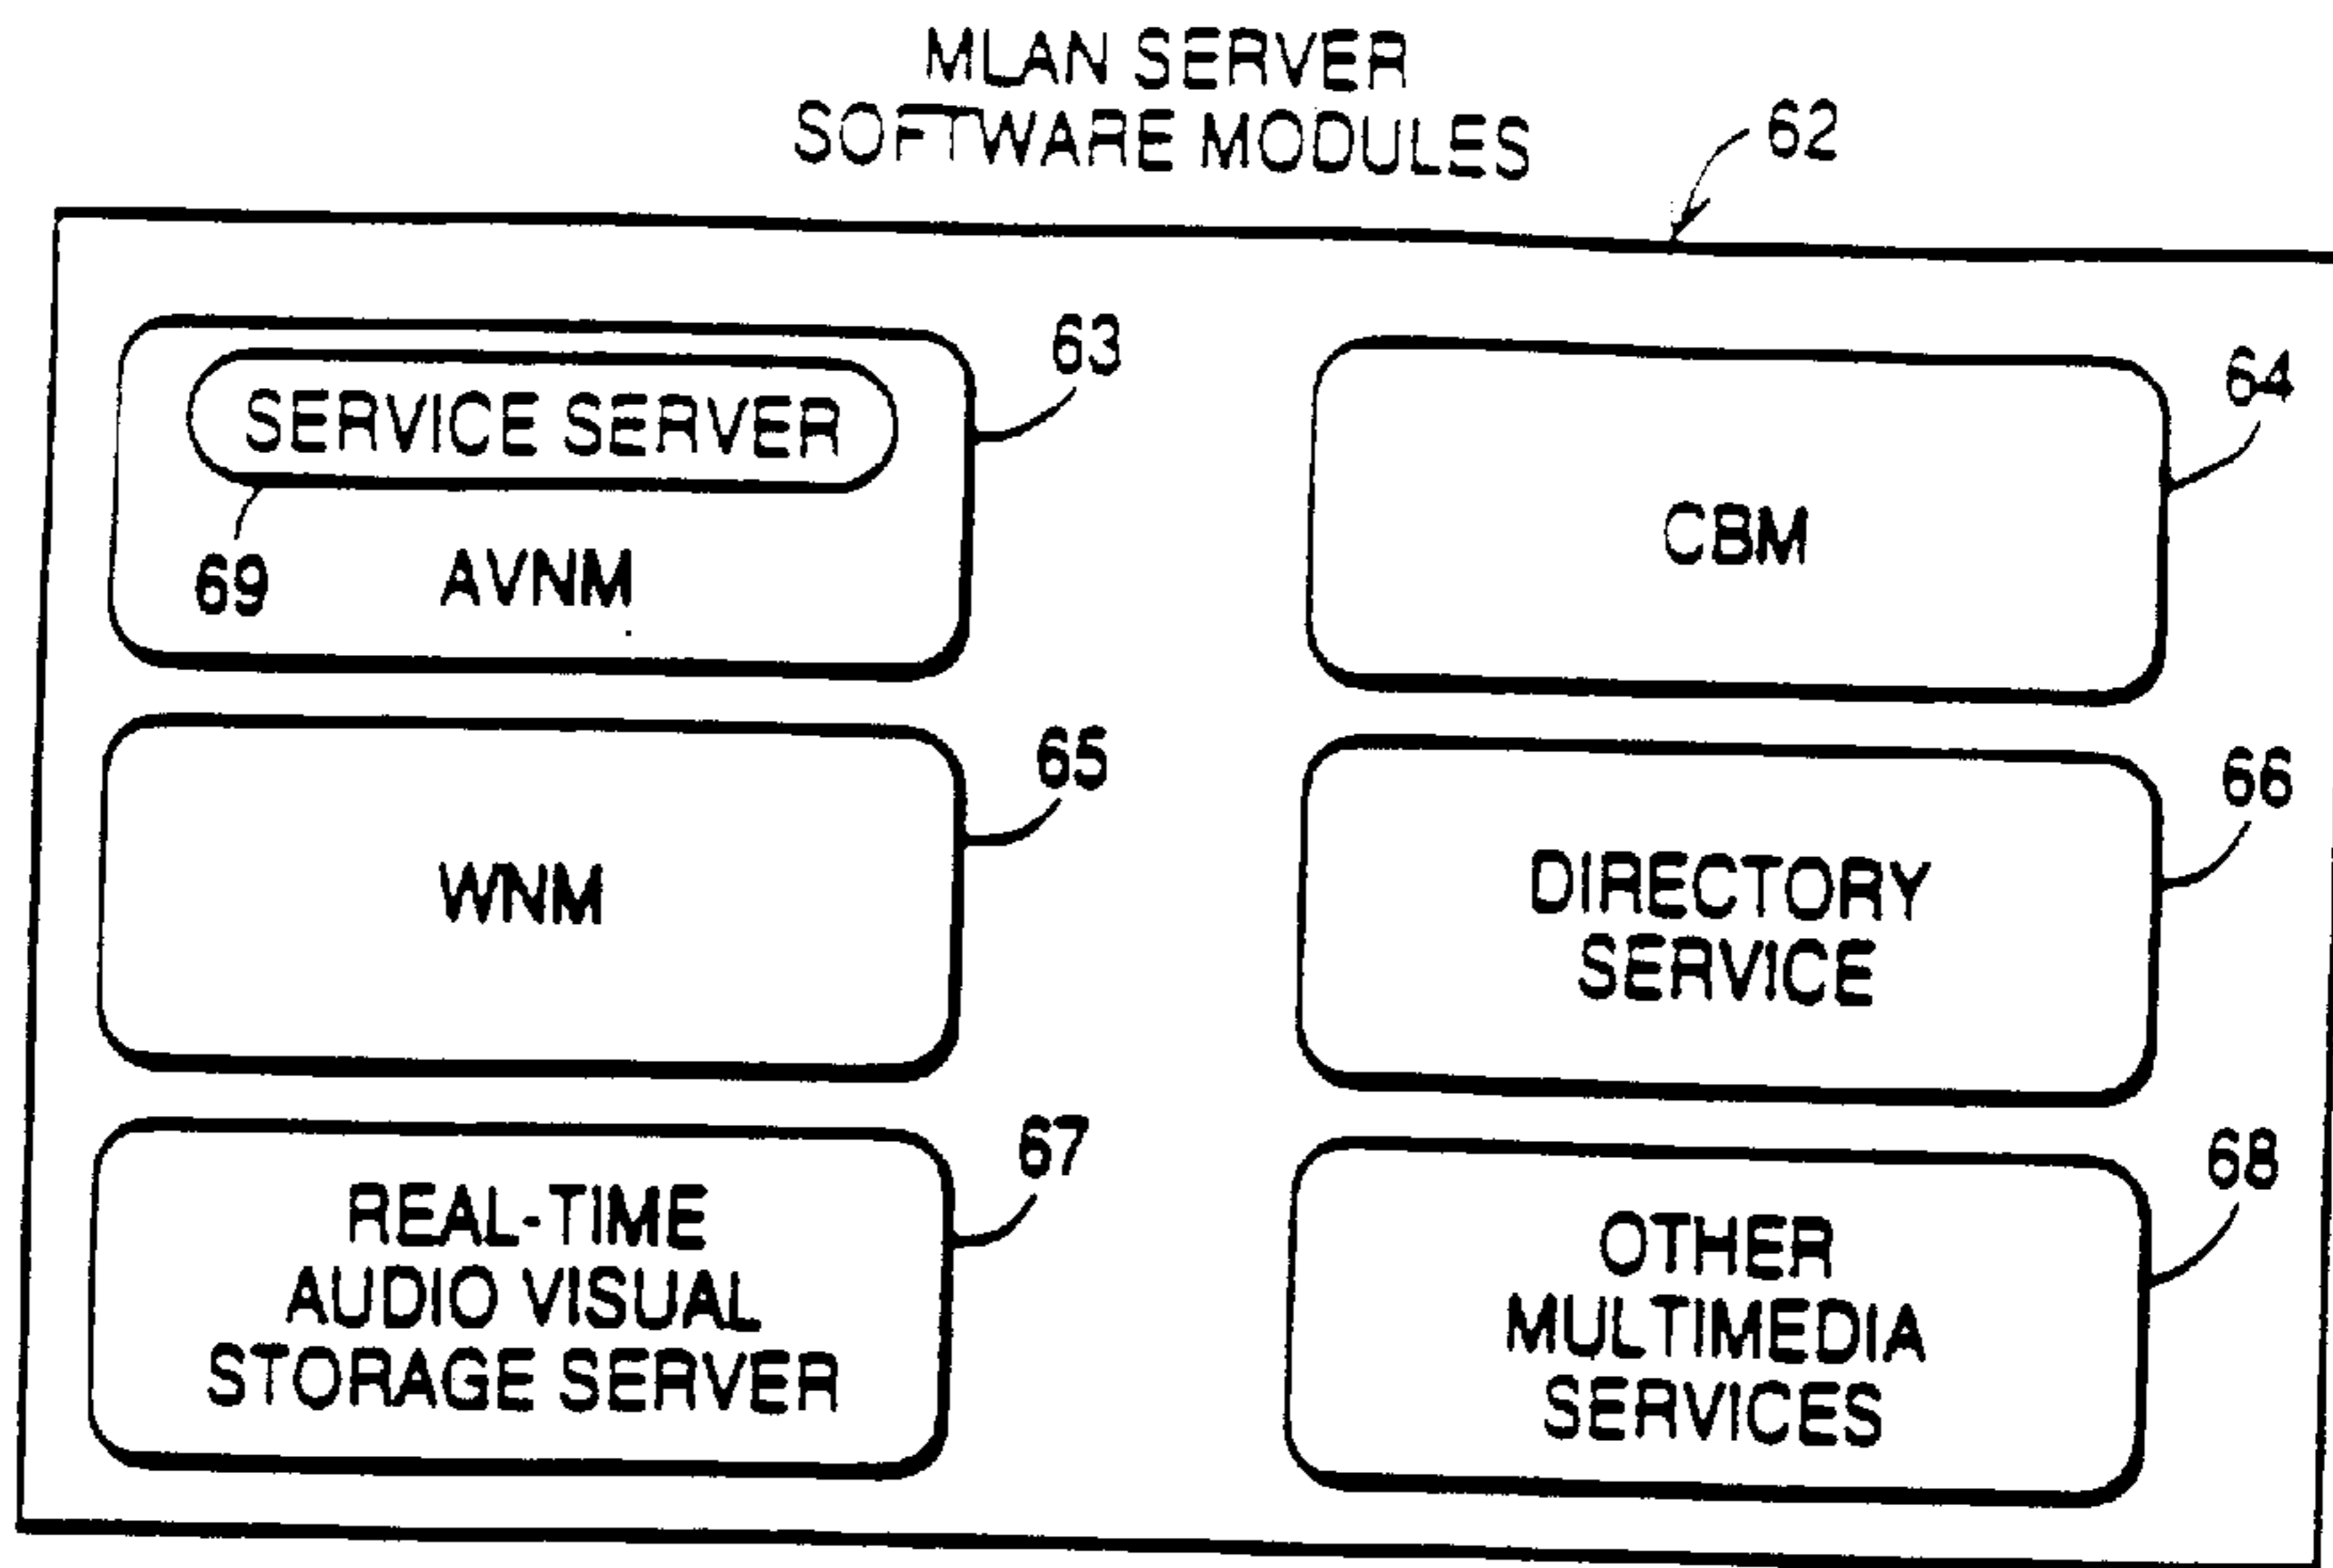 MLAN SERVER
SOFTWARE MODULES
62
SERVICE SERVER
63
69
AVNM
CBM
64
WNM
65
DIRECTORY
SERVICE
66
REAL-TIME
AUDIO VISUAL
STORAGE SERVER
67
OTHER
MULTIMEDIA
SERVICES
68